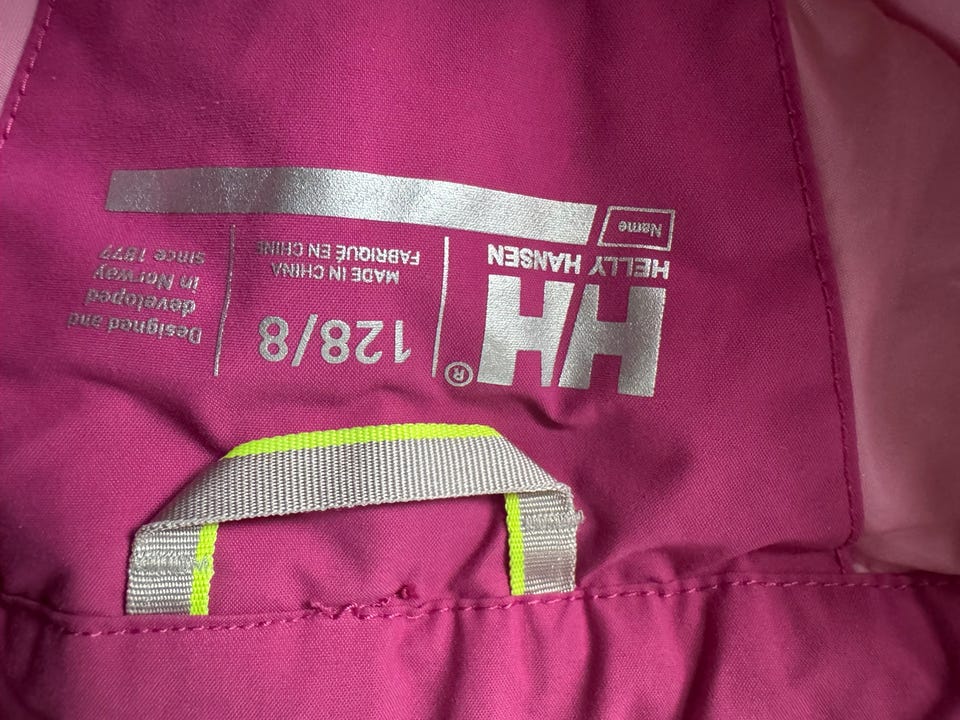 HH®
HELLY HANSEN
Name
128/8
MADE IN CHINA
FABRIQUÉ EN CHINE
Designed and
developed
in Norway
since 1877